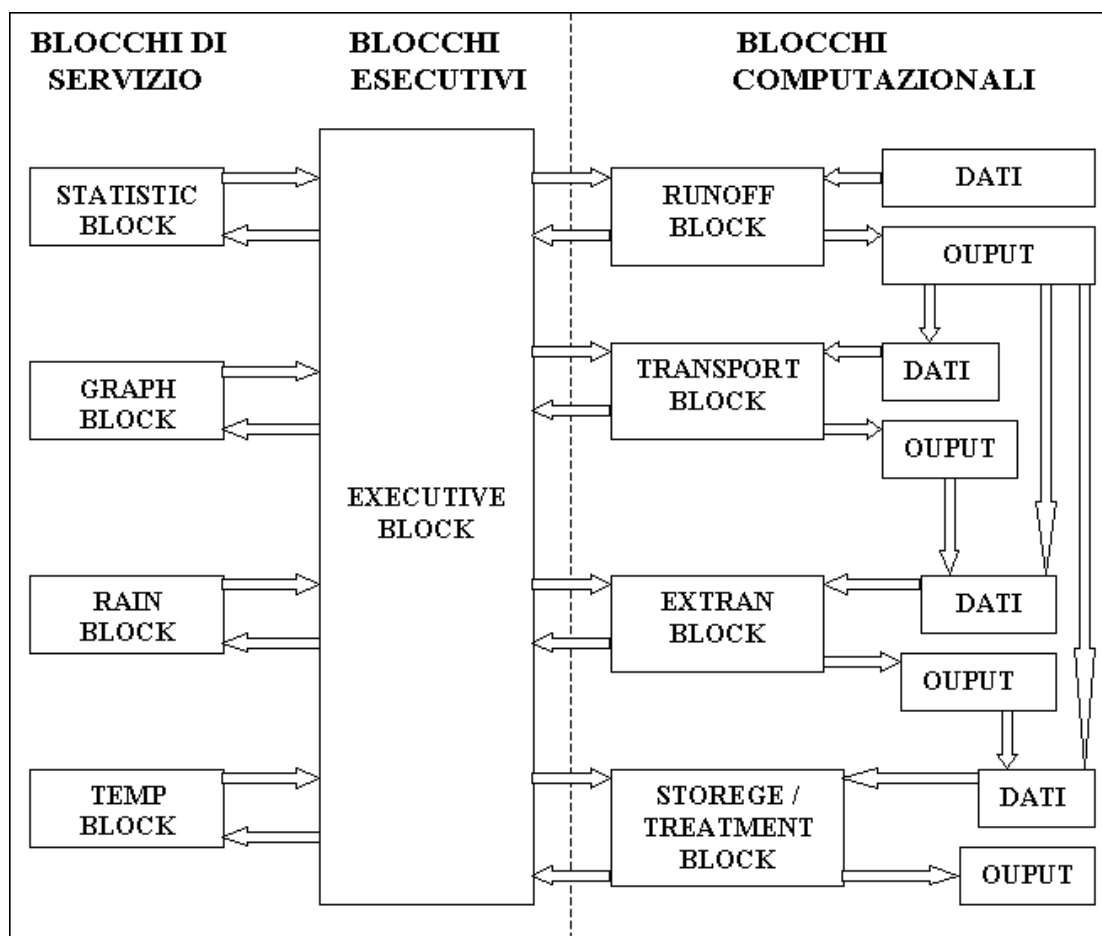 BLOCCHI DI
SERVIZIO
BLOCCHI
ESECUTIVI
BLOCCHI
COMPUTAZIONALI
STATISTIC
BLOCK
GRAPH
BLOCK
RAIN
BLOCK
TEMP
BLOCK
EXECUTIVE
BLOCK
RUNOFF
BLOCK
DATI
OUPUT
TRANSPORT
BLOCK
DATI
OUPUT
EXTRAN
BLOCK
DATI
OUPUT
STOREGE /
TREATMENT
BLOCK
DATI
OUPUT